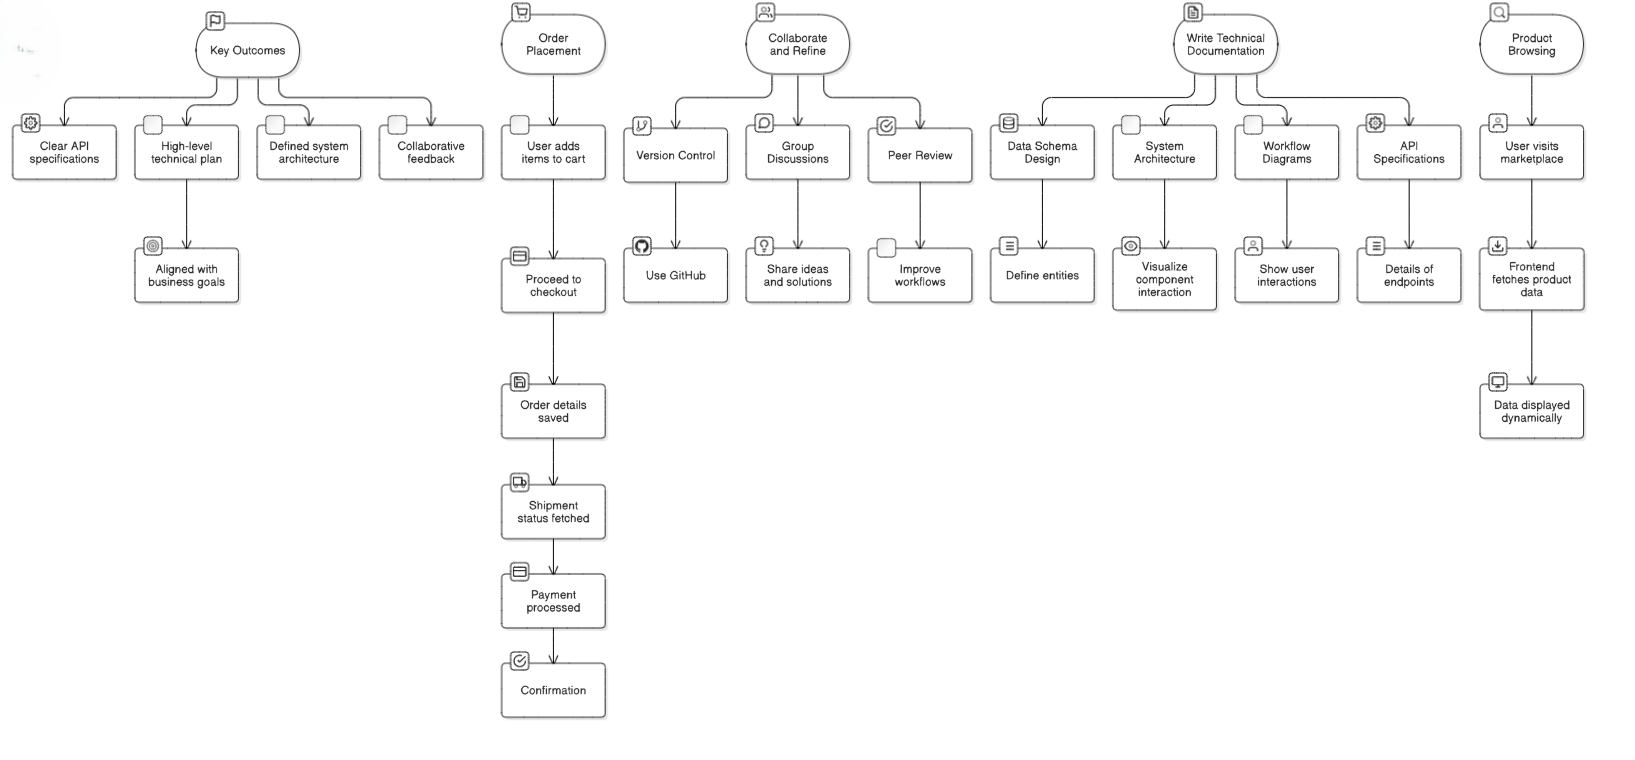 Key Outcomes
Order
Placement
Collaborate
and Refine
Write Technical
Documentation
Product
Browsing
Clear API
specifications
High-level
technical plan
Defined system
architecture
Collaborative
feedback
User adds
items to cart
Version Control
Group
Discussions
Peer Review
Data Schema
Design
System
Architecture
Workflow
Diagrams
API
Specifications
User visits
marketplace
Aligned with
business goals
Proceed to
checkout
Use GitHub
Share ideas
and solutions
Improve
workflows
Define entities
Visualize
component
interaction
Show user
interactions
Details of
endpoints
Frontend
fetches product
data
Order details
saved
Data displayed
dynamically
Shipment
status fetched
Payment
processed
Confirmation